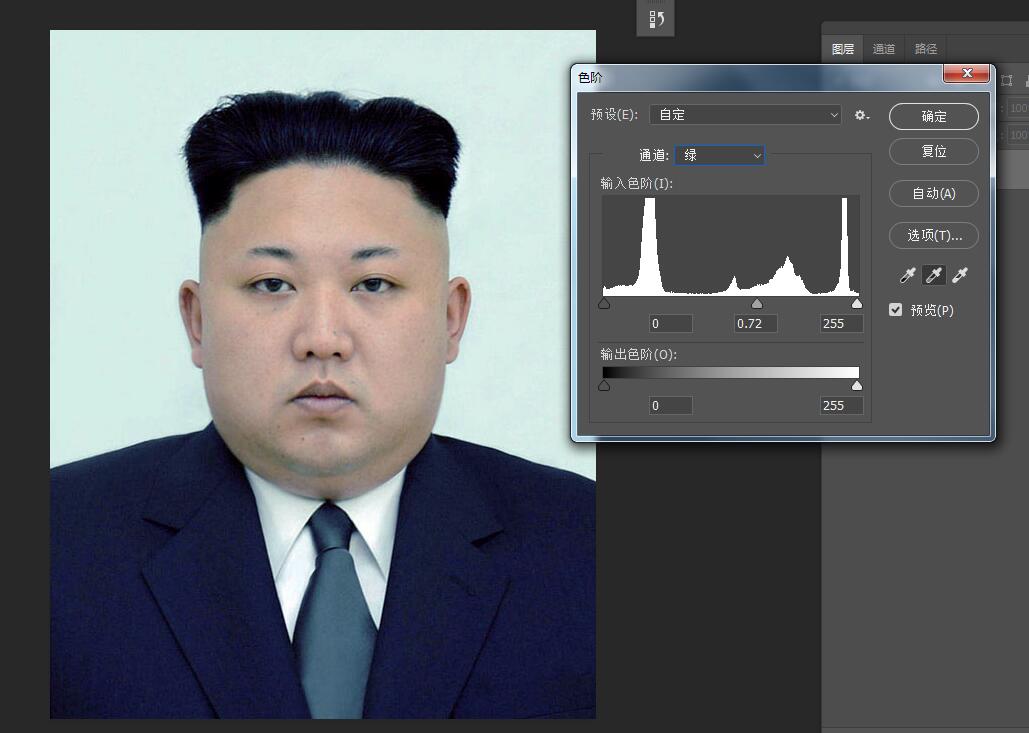 图层 通道 路径
色阶
预设(E): 自定
确定
通道: 绿
复位
输入色阶(I):
自动(A)
选项(T)...
预览(P)
0 0.72 255
输出色阶(O):
0 255
: 100
: 100